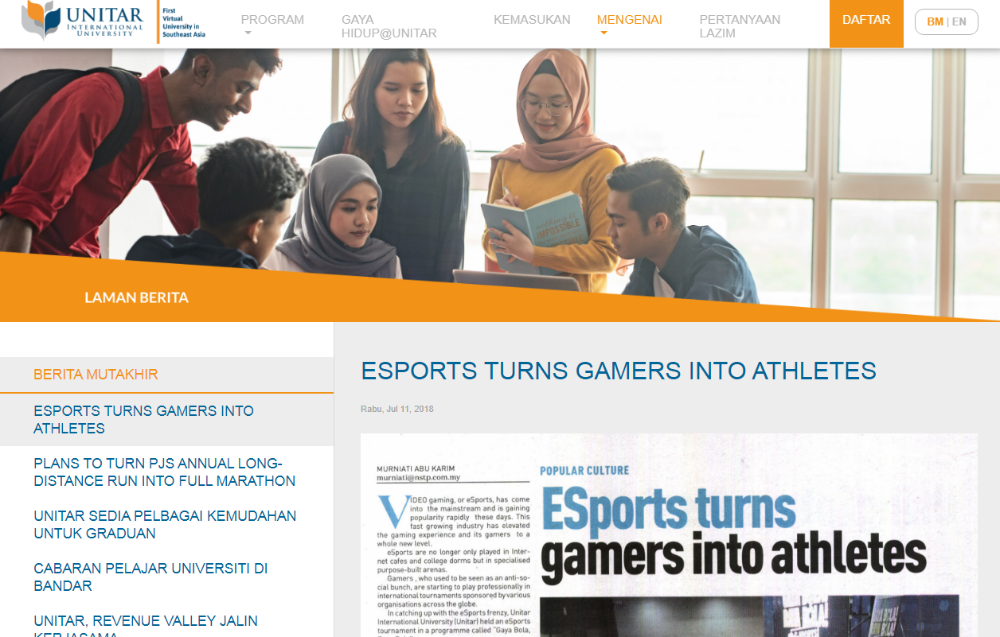 UNITAR
INTERNATIONAL
UNIVERSITY
First
Virtual
University in
Southeast Asia
PROGRAM
GAYA
HIDUP@UNITAR
KEMASUKAN
MENGENAI
PERTANYAAN
LAZIM
DAFTAR
BM | EN
nothing is
IMPOSSIBLE
LAMAN BERITA
BERITA MUTAKHIR
ESPORTS TURNS GAMERS INTO
ATHLETES
PLANS TO TURN PJS ANNUAL LONG-
DISTANCE RUN INTO FULL MARATHON
UNITAR SEDIA PELBAGAI KEMUDAHAN
UNTUK GRADUAN
CABARAN PELAJAR UNIVERSITI DI
BANDAR
UNITAR, REVENUE VALLEY JALIN
KERJASAMA
ESPORTS TURNS GAMERS INTO ATHLETES
Rabu, Jul 11, 2018
MURNIATI ABU KARIM
murniati@nstp.com.my
VIDEO gaming, or eSports, has come
into the mainstream and is gaining
popularity rapidly these days. This
fast growing industry has elevated
the gaming experience and its gamers to a
whole new level.
eSports are no longer only played in Inter-
net cafes and college dorms but in specialised
purpose-built arenas.
Gamers, who used to be seen as an anti-so-
cial bunch, are starting to play professionally in
international tournaments sponsored by various
organisations across the globe.
In catching up with the eSports frenzy, Unitar
International University (Unitar) held an eSports
tournament in a programme called "Gaya Bola,
POPULAR CULTURE
ESports turns
gamers into athletes